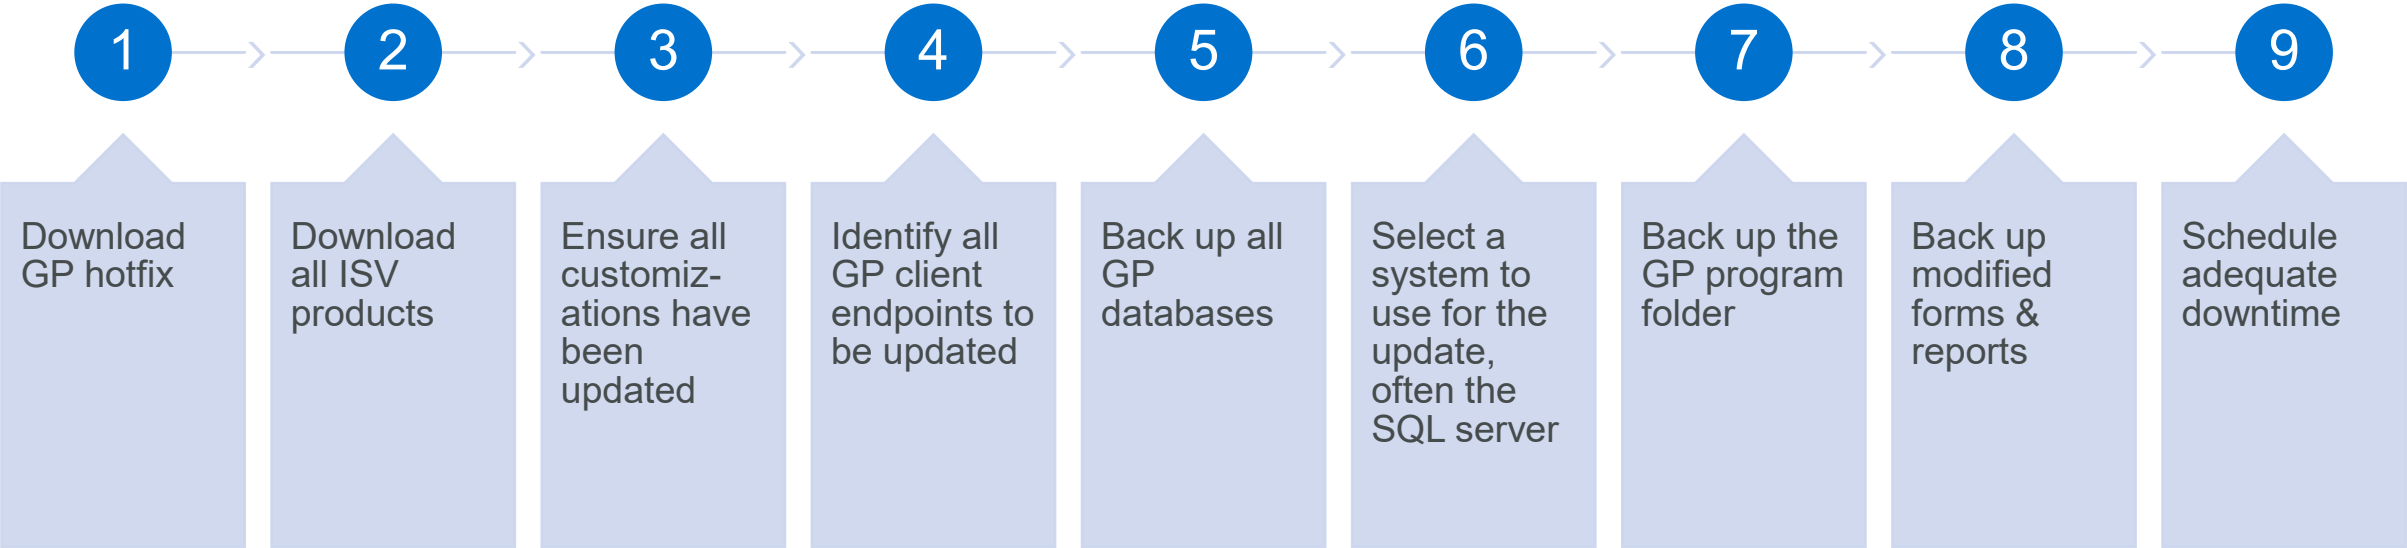 1
2
3
4
5
6
7
8
9
Download
GP hotfix
Download
all ISV
products
Ensure all
customiz-
ations have
been
updated
Identify all
GP client
endpoints to
be updated
Back up all
GP
databases
Select a
system to
use for the
update,
often the
SQL server
Back up the
GP program
folder
Back up
modified
forms &
reports
Schedule
adequate
downtime